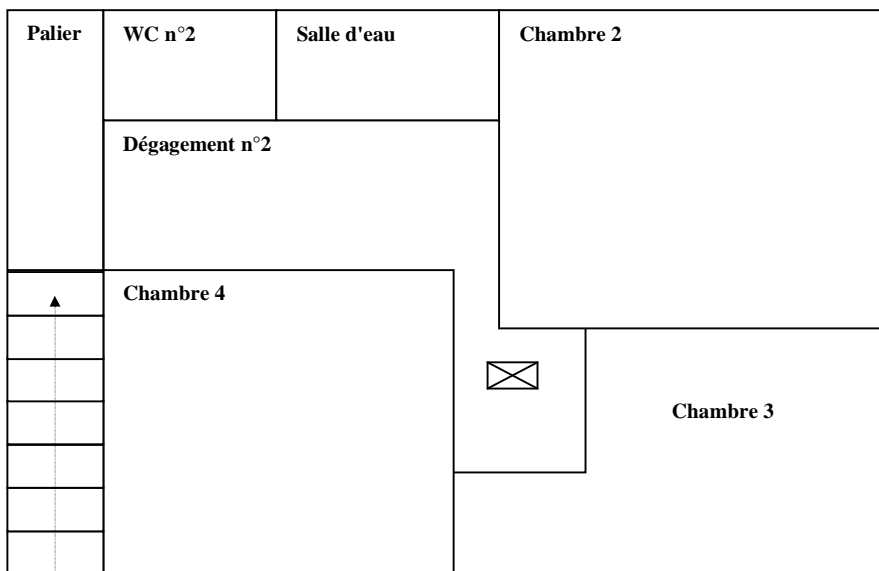 Palier
WC n°2
Salle d'eau
Chambre 2
Dégagement n°2
Chambre 4
Chambre 3